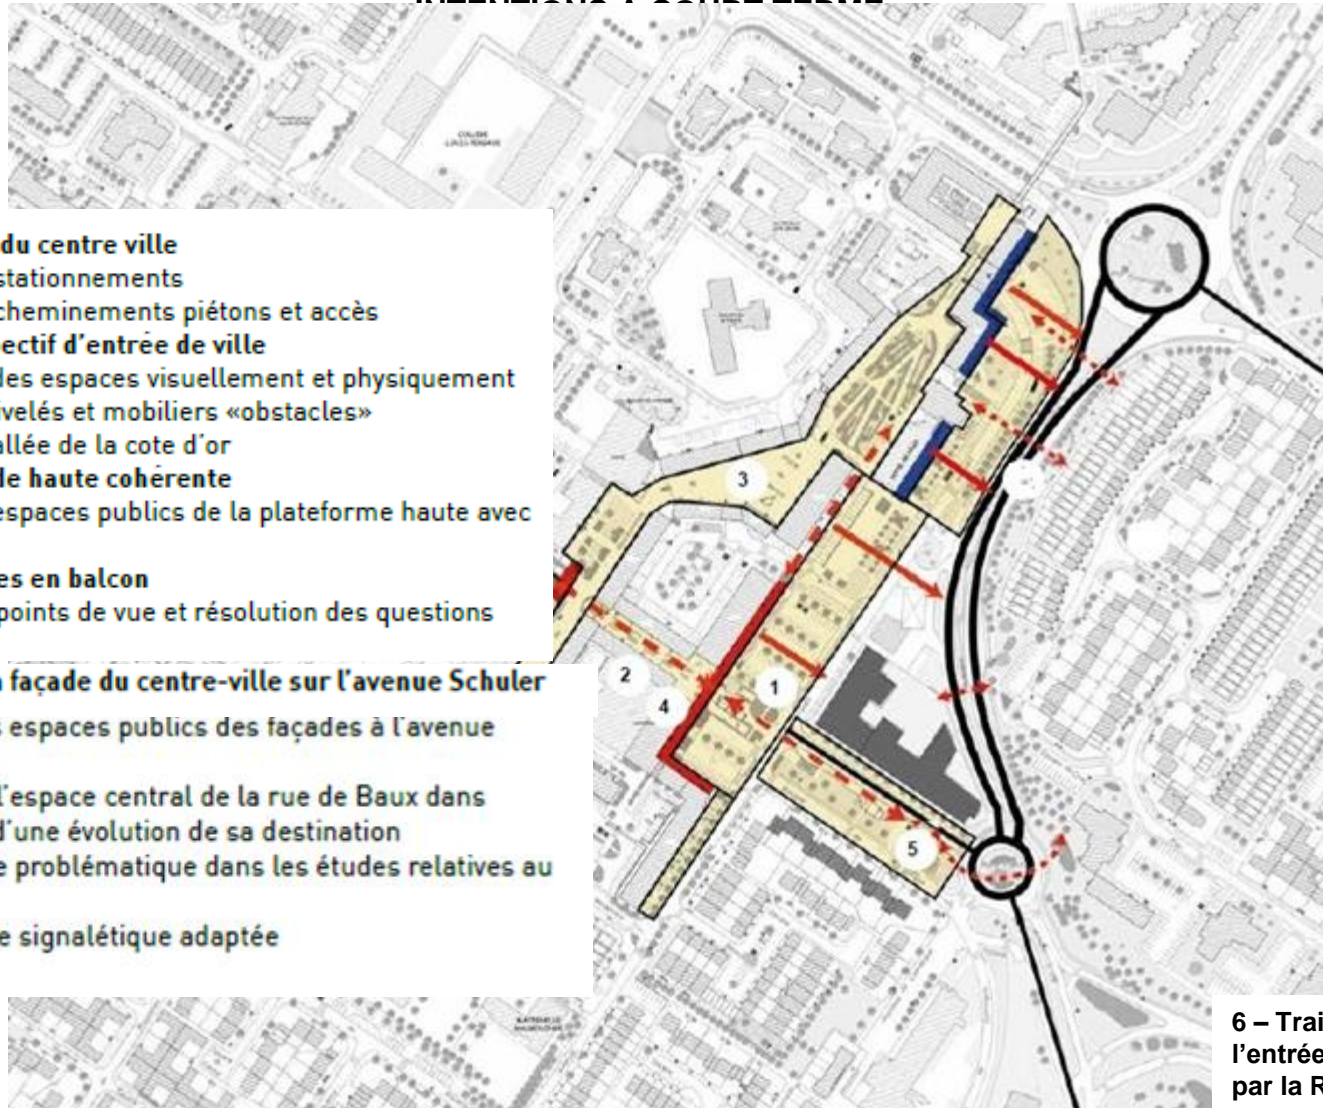 du centre ville
stationnements
cheminements piétons et accès
ectif d'entrée de ville
des espaces visuellement et physiquement
ivelés et mobiliers «obstacles»
allée de la cote d'or
de haute cohérente
espaces publics de la plateforme haute avec
es en balcon
points de vue et résolution des questions
façade du centre-ville sur l'avenue Schuler
espaces publics des façades à l'avenue
l'espace central de la rue de Baux dans
d'une évolution de sa destination
e problématique dans les études relatives au
e signalétique adaptée
COLLEGE
3
2
4
1
5
6 – Trai
l'entrée
par la R